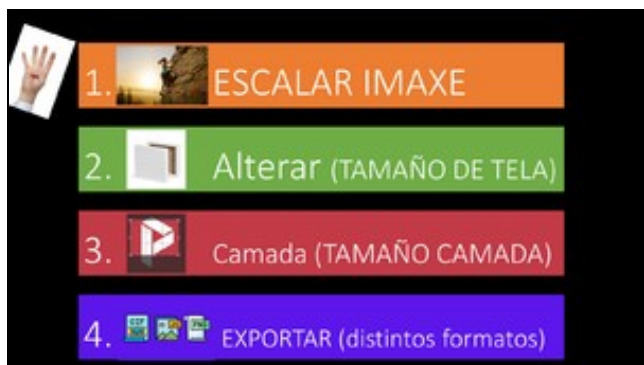 1. ESCALAR IMAXE
2. Alterar (TAMAÑO DE TELA)
3. Camada (TAMAÑO CAMADA)
4. EXPORTAR (distintos formatos)